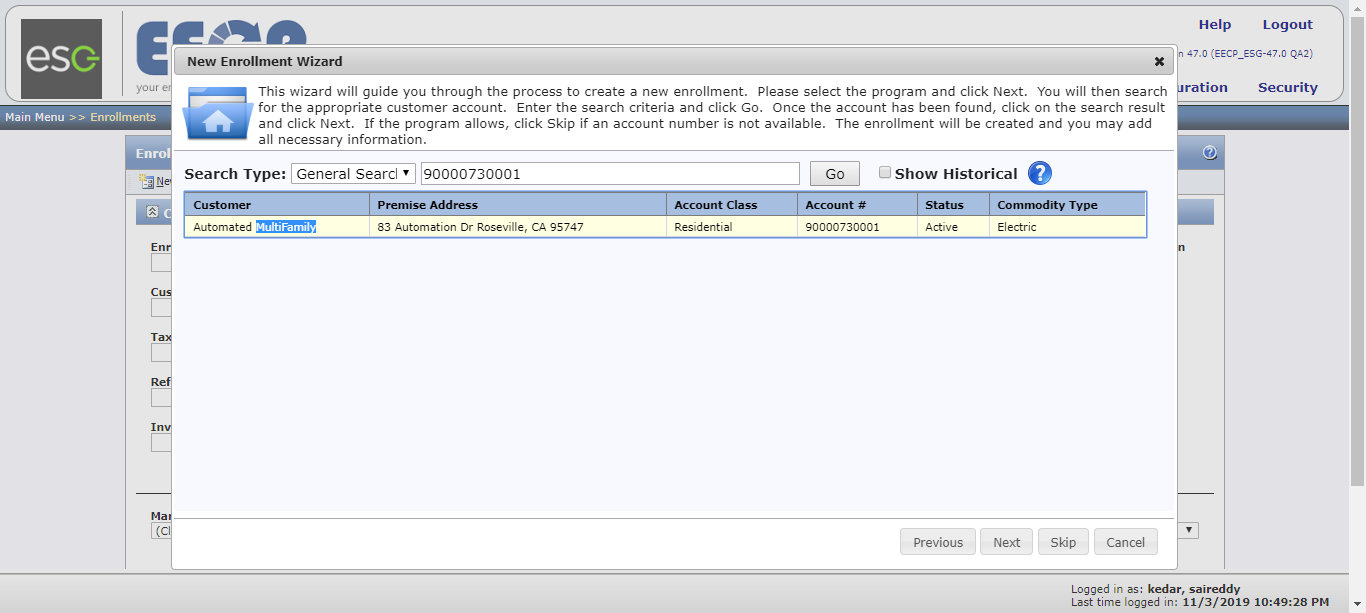 Help Logout
esg
EECP
n 47.0 (EECP_ESG-47.0 QA2)
your en
uration Security
Main Menu >> Enrollments
New Enrollment Wizard
This wizard will guide you through the process to create a new enrollment. Please select the program and click Next. You will then search
for the appropriate customer account. Enter the search criteria and click Go. Once the account has been found, click on the search result
and click Next. If the program allows, click Skip if an account number is not available. The enrollment will be created and you may add
all necessary information.
Enrol
Search Type: General Search 90000730001 Go Show Historical
Ne
Customer Premise Address Account Class Account # Status Commodity Type
Automated MultiFamily 83 Automation Dr Roseville, CA 95747 Residential 90000730001 Active Electric
C
Enr
n
Cus
Tax
Ref
Inv
Mar
(Cl
Previous Next Skip Cancel
Logged in as: kedar, saireddy
Last time logged in: 11/3/2019 10:49:28 PM